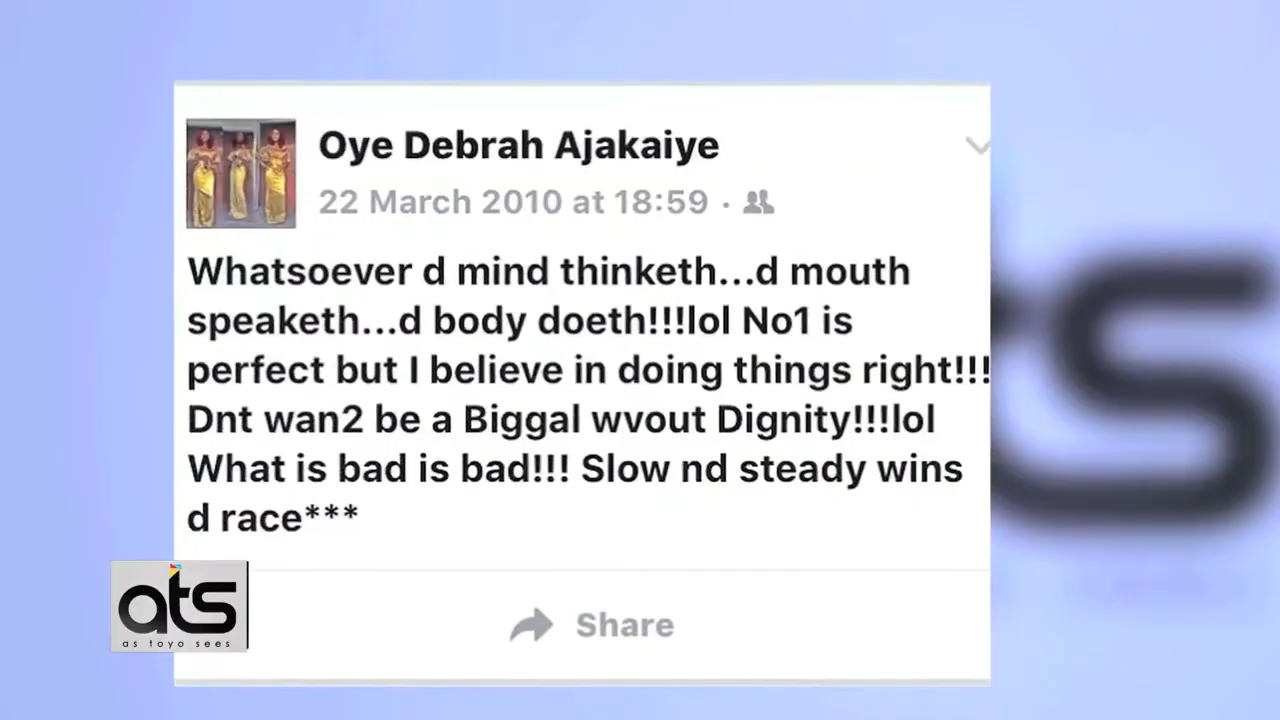 Oye Debrah Ajakaiye
22 March 2010 at 18:59 ·
Whatsoever d mind thinketh...d mouth
speaketh...d body doeth!!!lol No1 is
perfect but I believe in doing things right!!!
Dnt wan2 be a Biggal wvout Dignity!!!lol
What is bad is bad!!! Slow nd steady wins
d race***
Share
ats
as toyo sees
ts